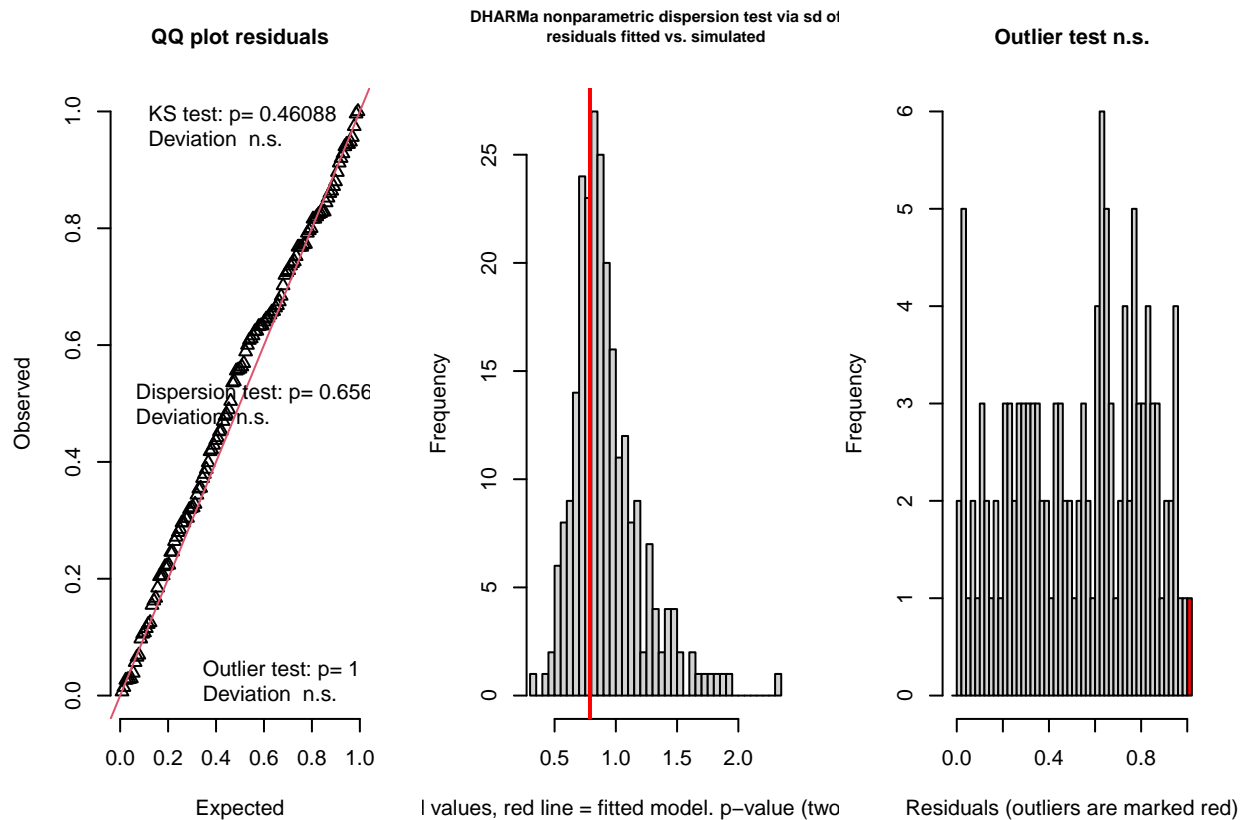 QQ plot residuals
KS test: p= 0.46088
Deviation n.s.
Dispersion test: p= 0.656
Deviation n.s.
Outlier test: p= 1
Deviation n.s.
Observed
0.0 0.2 0.4 0.6 0.8 1.0
0.0 0.2 0.4 0.6 0.8 1.0
Expected
DHARMa nonparametric dispersion test via sd of
residuals fitted vs. simulated
Frequency
0 5 10 15 20 25
0.5 1.0 1.5 2.0
l values, red line = fitted model. p−value (two
Outlier test n.s.
Frequency
0 1 2 3 4 5 6
0.0 0.4 0.8
Residuals (outliers are marked red)